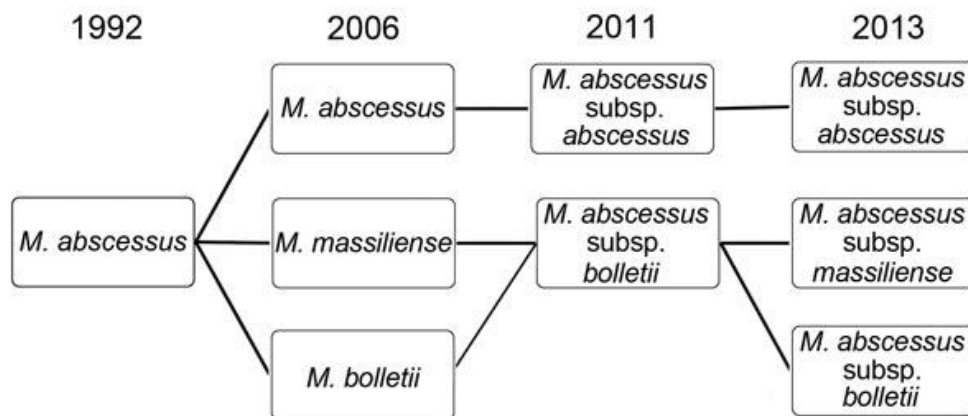 1992
2006
2011
2013
M. abscessus
M. abscessus
M. massiliense
M. bolletii
M. abscessus
subsp.
abscessus
M. abscessus
subsp.
bolletii
M. abscessus
subsp.
abscessus
M. abscessus
subsp.
massiliense
M. abscessus
subsp.
bolletii